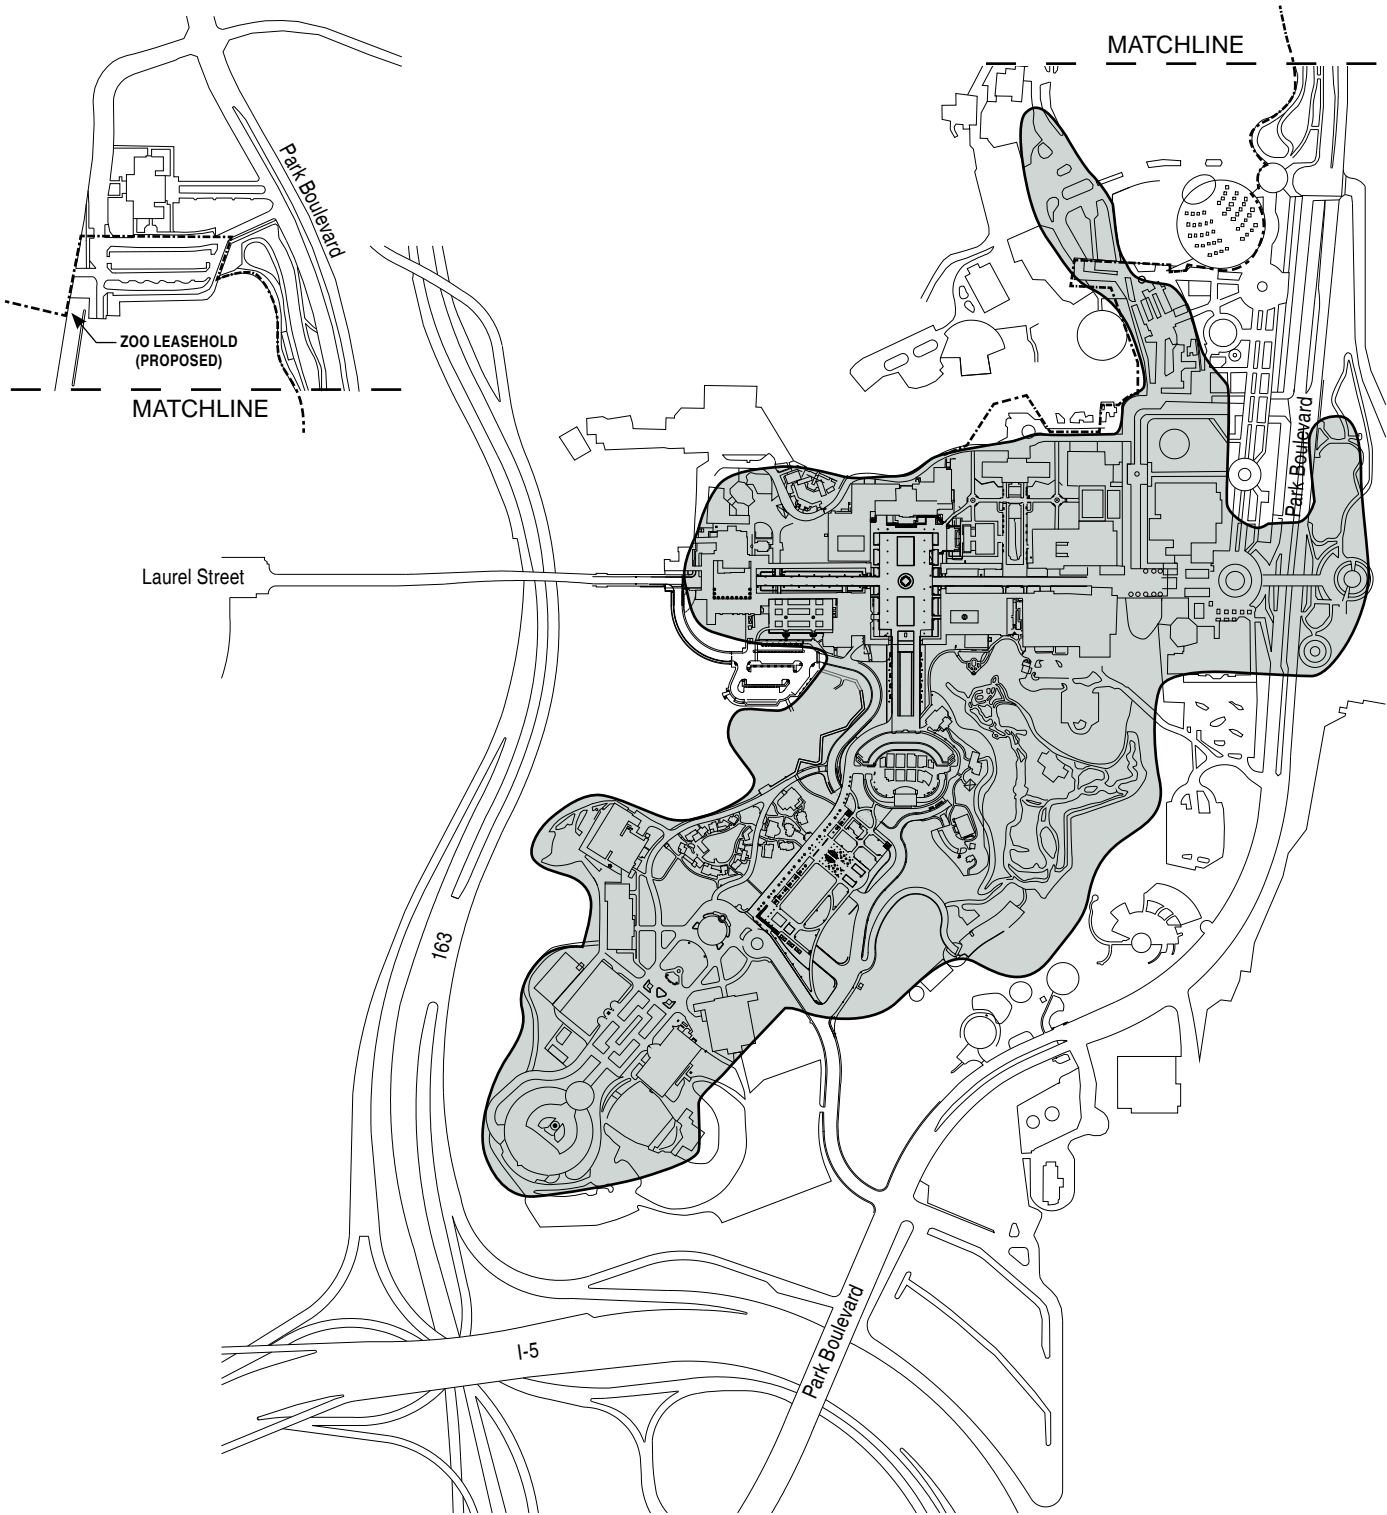 MATCHLINE
Park Boulevard
ZOO LEASEHOLD
(PROPOSED)
MATCHLINE
Park Boulevard
Laurel Street
163
I-5
Park Boulevard